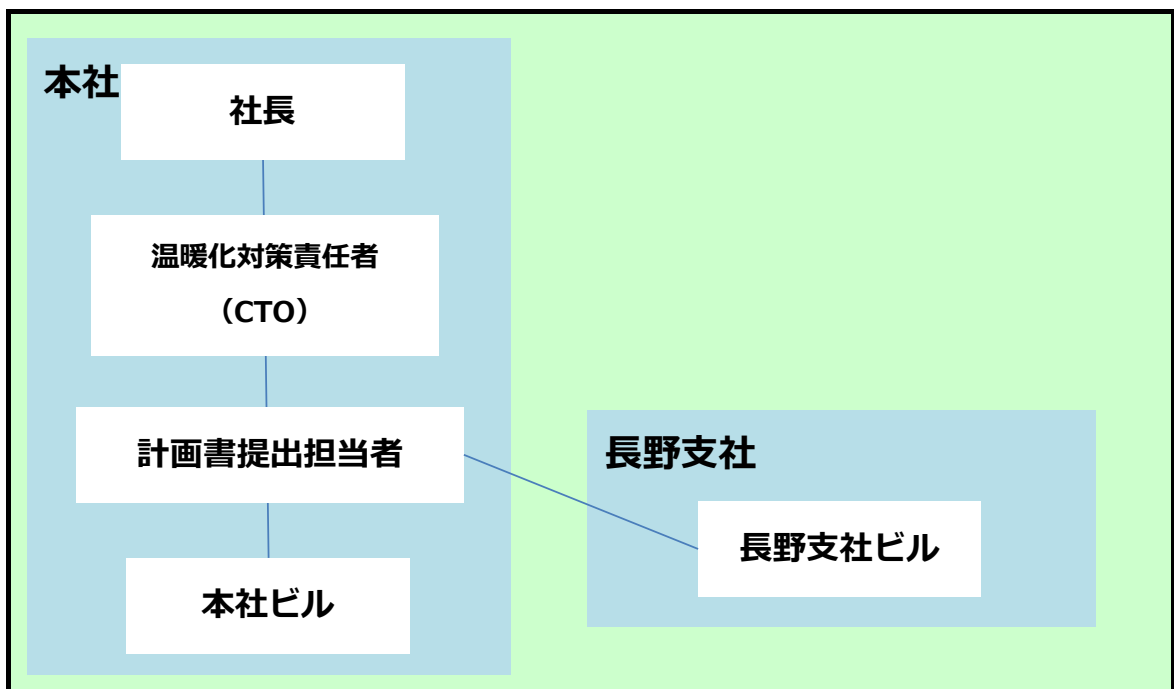 本社
社長
温暖化対策責任者
（CTO）
計画書提出担当者
本社ビル
長野支社
長野支社ビル